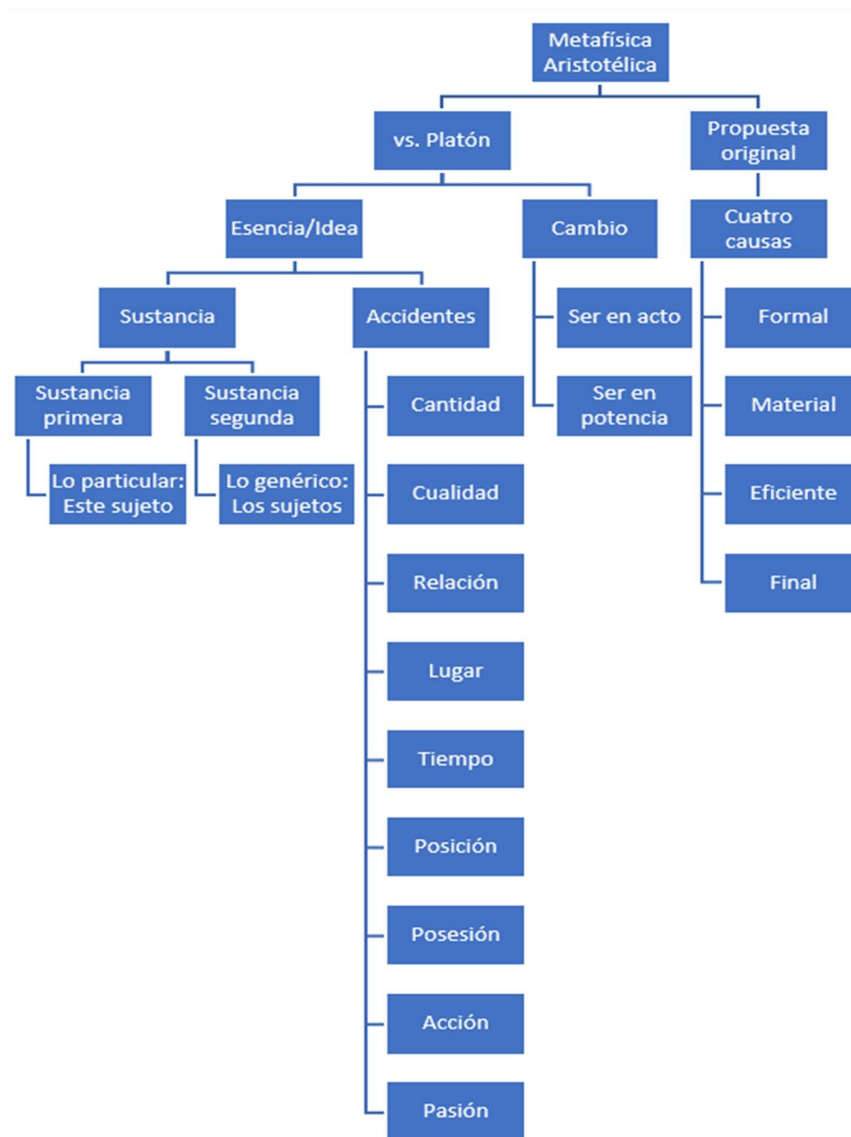 Metafísica
Aristotélica
vs. Platón
Propuesta
original
Esencia/Idea
Cambio
Cuatro
causas
Sustancia
Accidentes
Ser en acto
Formal
Sustancia
primera
Sustancia
segunda
Cantidad
Ser en
potencia
Material
Lo particular:
Este sujeto
Lo genérico:
Los sujetos
Cualidad
Eficiente
Relación
Final
Lugar
Tiempo
Posición
Posesión
Acción
Pasión